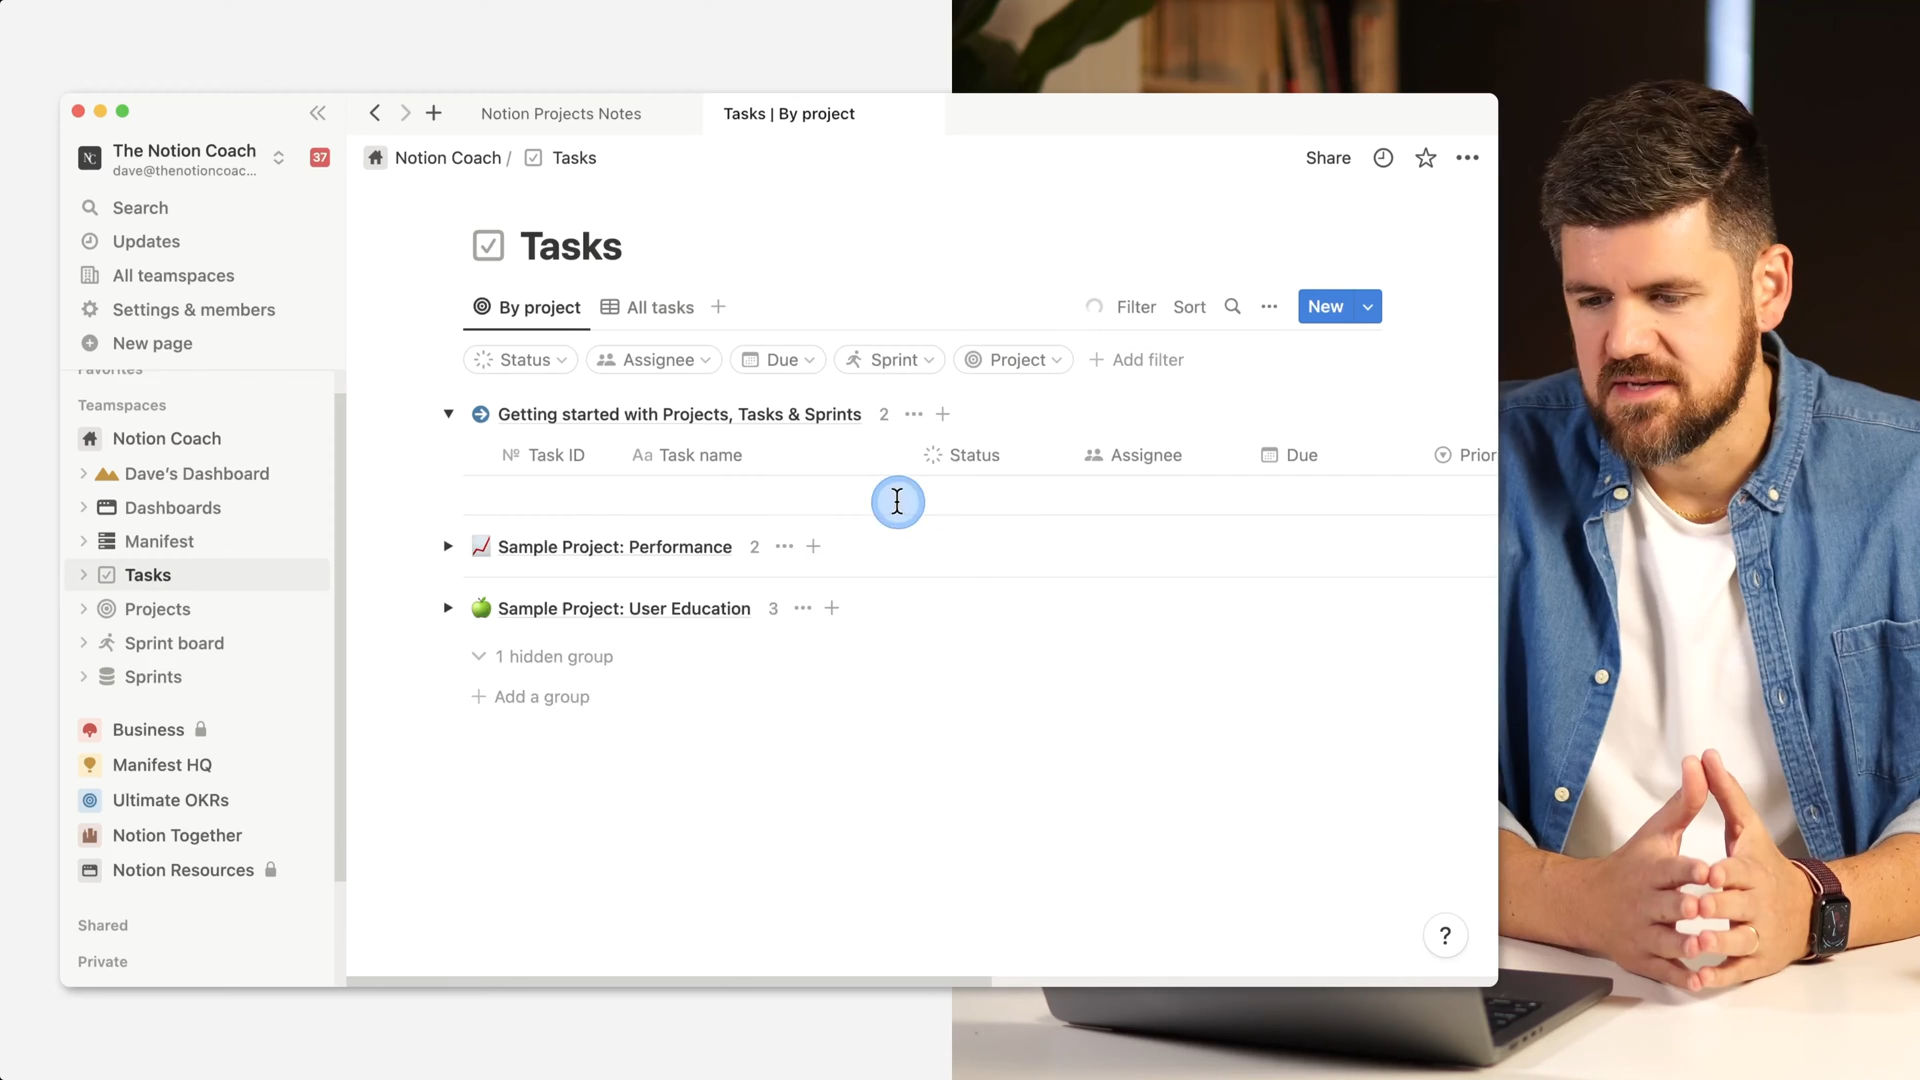 Notion Projects Notes
Tasks | By project
NC
The Notion Coach
37
dave@thenotioncoac...
Search
Updates
All teamspaces
Settings & members
New page
Favorites
Teamspaces
Notion Coach
Dave's Dashboard
Dashboards
Manifest
Tasks
Projects
Sprint board
Sprints
Business
Manifest HQ
Ultimate OKRs
Notion Together
Notion Resources
Shared
Private
Notion Coach / Tasks
Share
Tasks
By project
All tasks
Filter
Sort
New
Status
Assignee
Due
Sprint
Project
Add filter
Getting started with Projects, Tasks & Sprints 2
Nº Task ID
Aa Task name
Status
Assignee
Due
Prior
Sample Project: Performance 2
Sample Project: User Education 3
1 hidden group
Add a group
?